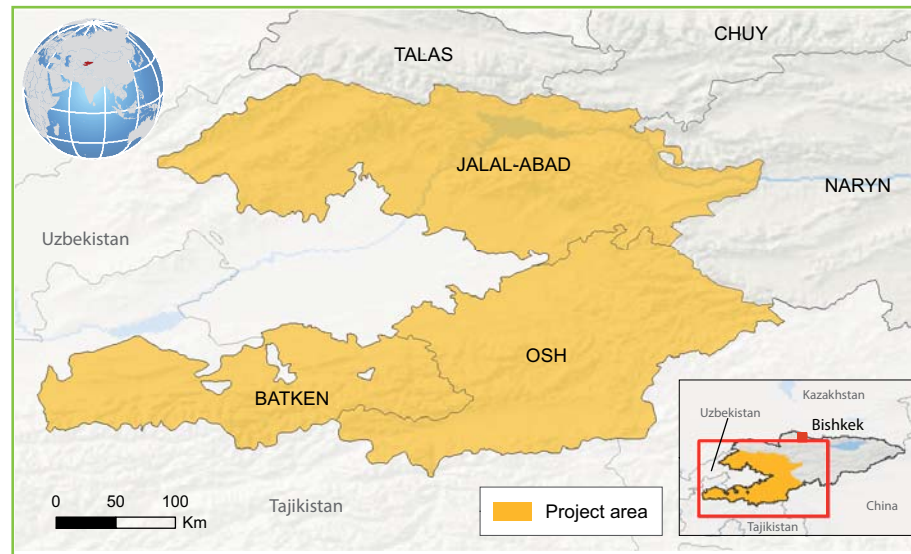 CHUY
TALAS
JALAL-ABAD
NARYN
Uzbekistan
OSH
BATKEN
Kazakhstan
Uzbekistan
Bishkek
China
Tajikistan
0 50 100
Km
Tajikistan
Project area